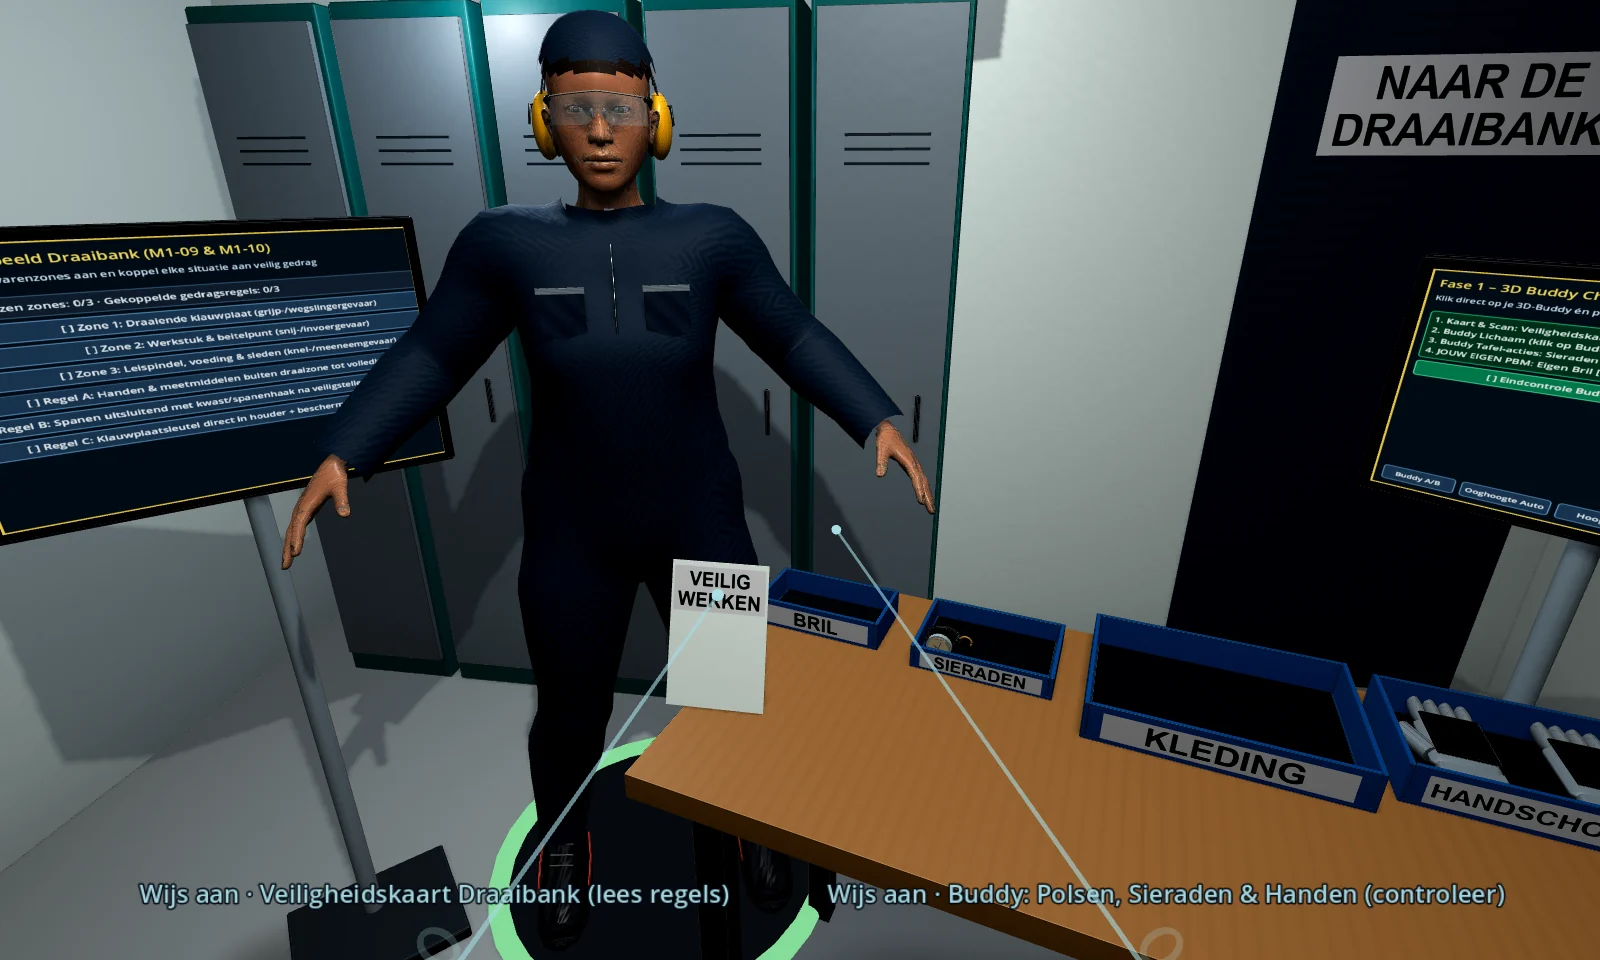 NAAR DE
DRAAIBANK
eeld Draaibank (M1-09 & M1-10)
arenzones aan en koppel elke situatie aan veilig gedrag
zen zones: 0/3 · Gekoppelde gedragsregels: 0/3
[ ] Zone 1: Draaiende klauwplaat (grijp-/wegslingergevaar)
[ ] Zone 2: Werkstuk & beitelpunt (snij-/invoergevaar)
[ ] Zone 3: Leispindel, voeding & sleden (knel-/meeneemgevaar)
[ ] Regel A: Handen & meetmiddelen buiten draaizone tot volledi
Regel B: Spanen uitsluitend met kwast/spanenhaak na veiligstelle
[ ] Regel C: Klauwplaatsleutel direct in houder + bescherm
Fase 1 – 3D Buddy Ch
Klik direct op je 3D-Buddy én p
1. Kaart & Scan: Veiligheidska
2. Buddy Lichaam (klik op Bud
3. Buddy Tafel-acties: Sieraden
4. JOUW EIGEN PBM: Eigen Bril [
[ ] Eindcontrole Bud
Buddy A/B
Ooghoogte Auto
Hoo
VEILIG
WERKEN
BRIL
SIERADEN
KLEDING
HANDSCHO
Wijs aan · Veiligheidskaart Draaibank (lees regels)
Wijs aan · Buddy: Polsen, Sieraden & Handen (controleer)